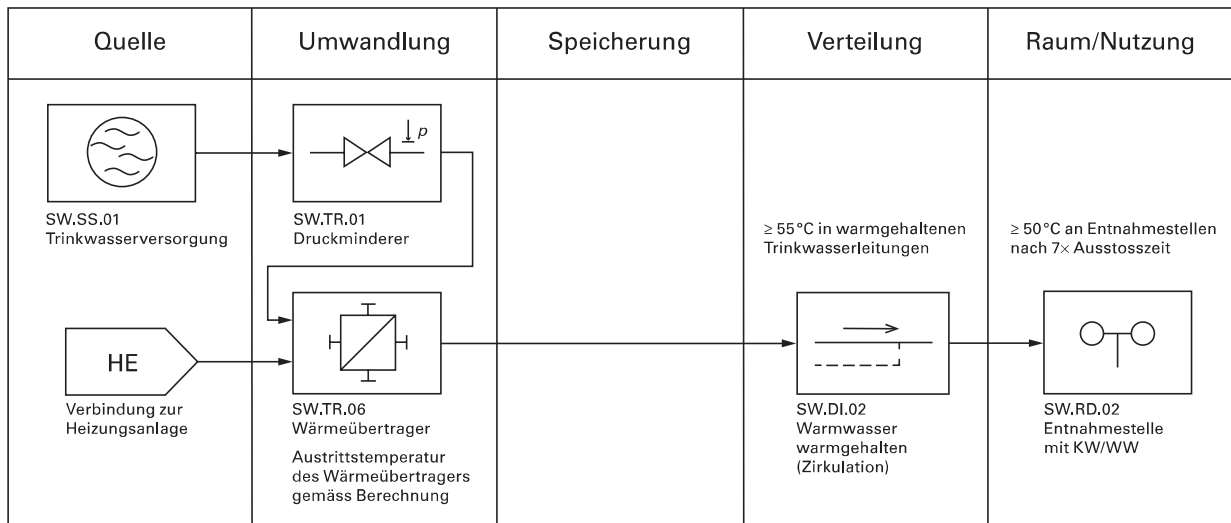 Quelle
Umwandlung
Speicherung
Verteilung
Raum/Nutzung
p
SW.SS.01
Trinkwasserversorgung
SW.TR.01
Druckminderer
≥ 55°C in warmgehaltenen
Trinkwasserleitungen
≥ 50°C an Entnahmestellen
nach 7× Ausstosszeit
HE
Verbindung zur
Heizungsanlage
SW.TR.06
Wärmeübertrager
Austrittstemperatur
des Wärmeübertragers
gemäss Berechnung
SW.DI.02
Warmwasser
warmgehalten
(Zirkulation)
SW.RD.02
Entnahmestelle
mit KW/WW